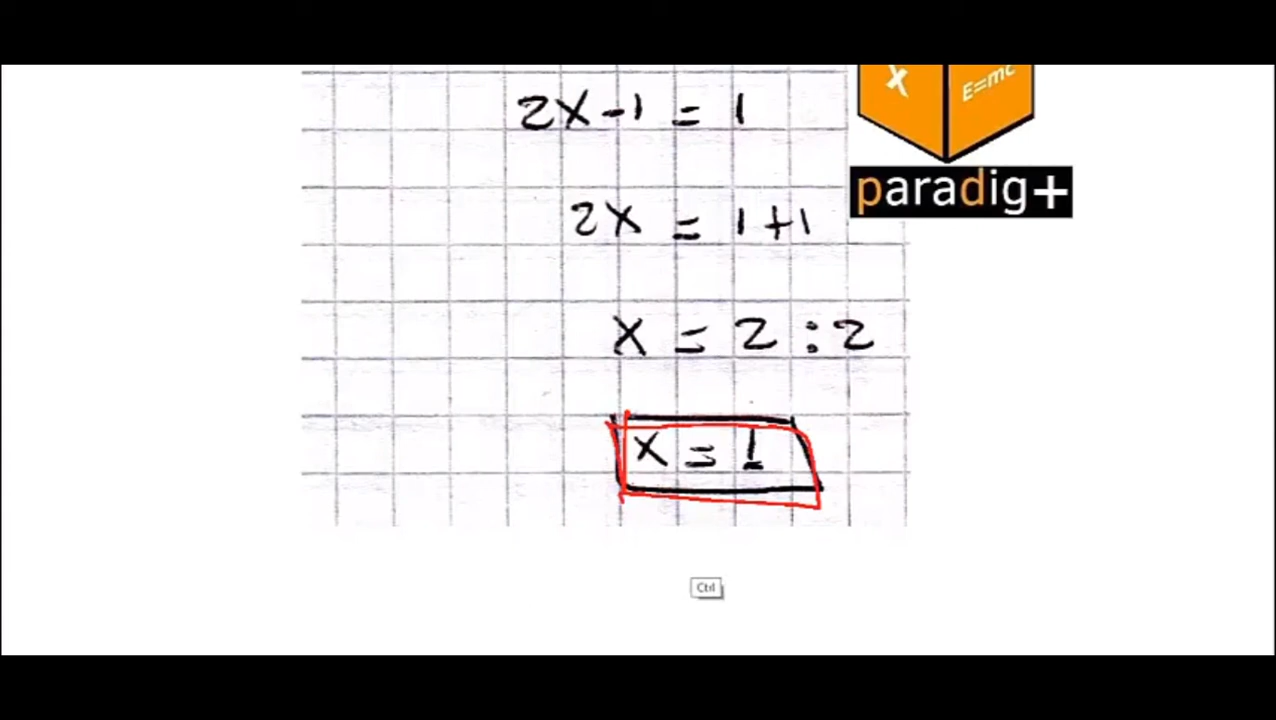 x
E=mc
2X-1 = 1
paradig+
2X = 1+1
X = 2 : 2
X = 1
Ctrl